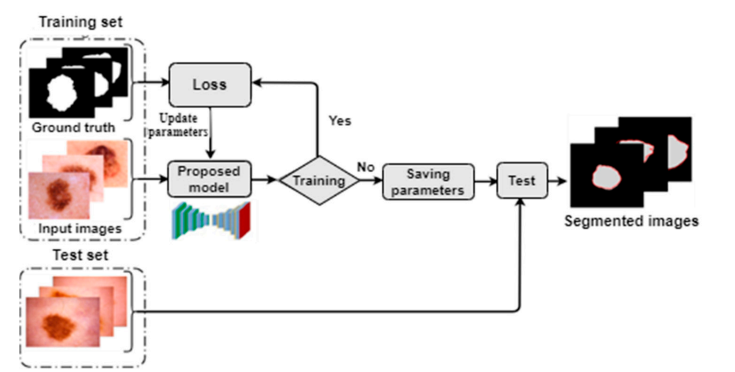 Training set
Ground truth
Input images
Loss
Update
parameters
Proposed
model
Yes
Training
No
Saving
parameters
Test
Segmented images
Test set